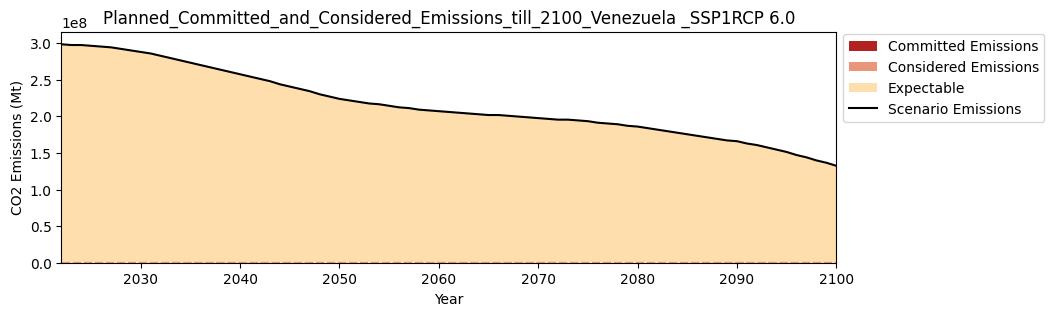 Planned_Committed_and_Considered_Emissions_till_2100_Venezuela _SSP1RCP 6.0
1e8
3.0
2.5
2.0
1.5
1.0
0.5
0.0
CO2 Emissions (Mt)
2030 2040 2050 2060 2070 2080 2090 2100
Year
Committed Emissions
Considered Emissions
Expectable
Scenario Emissions